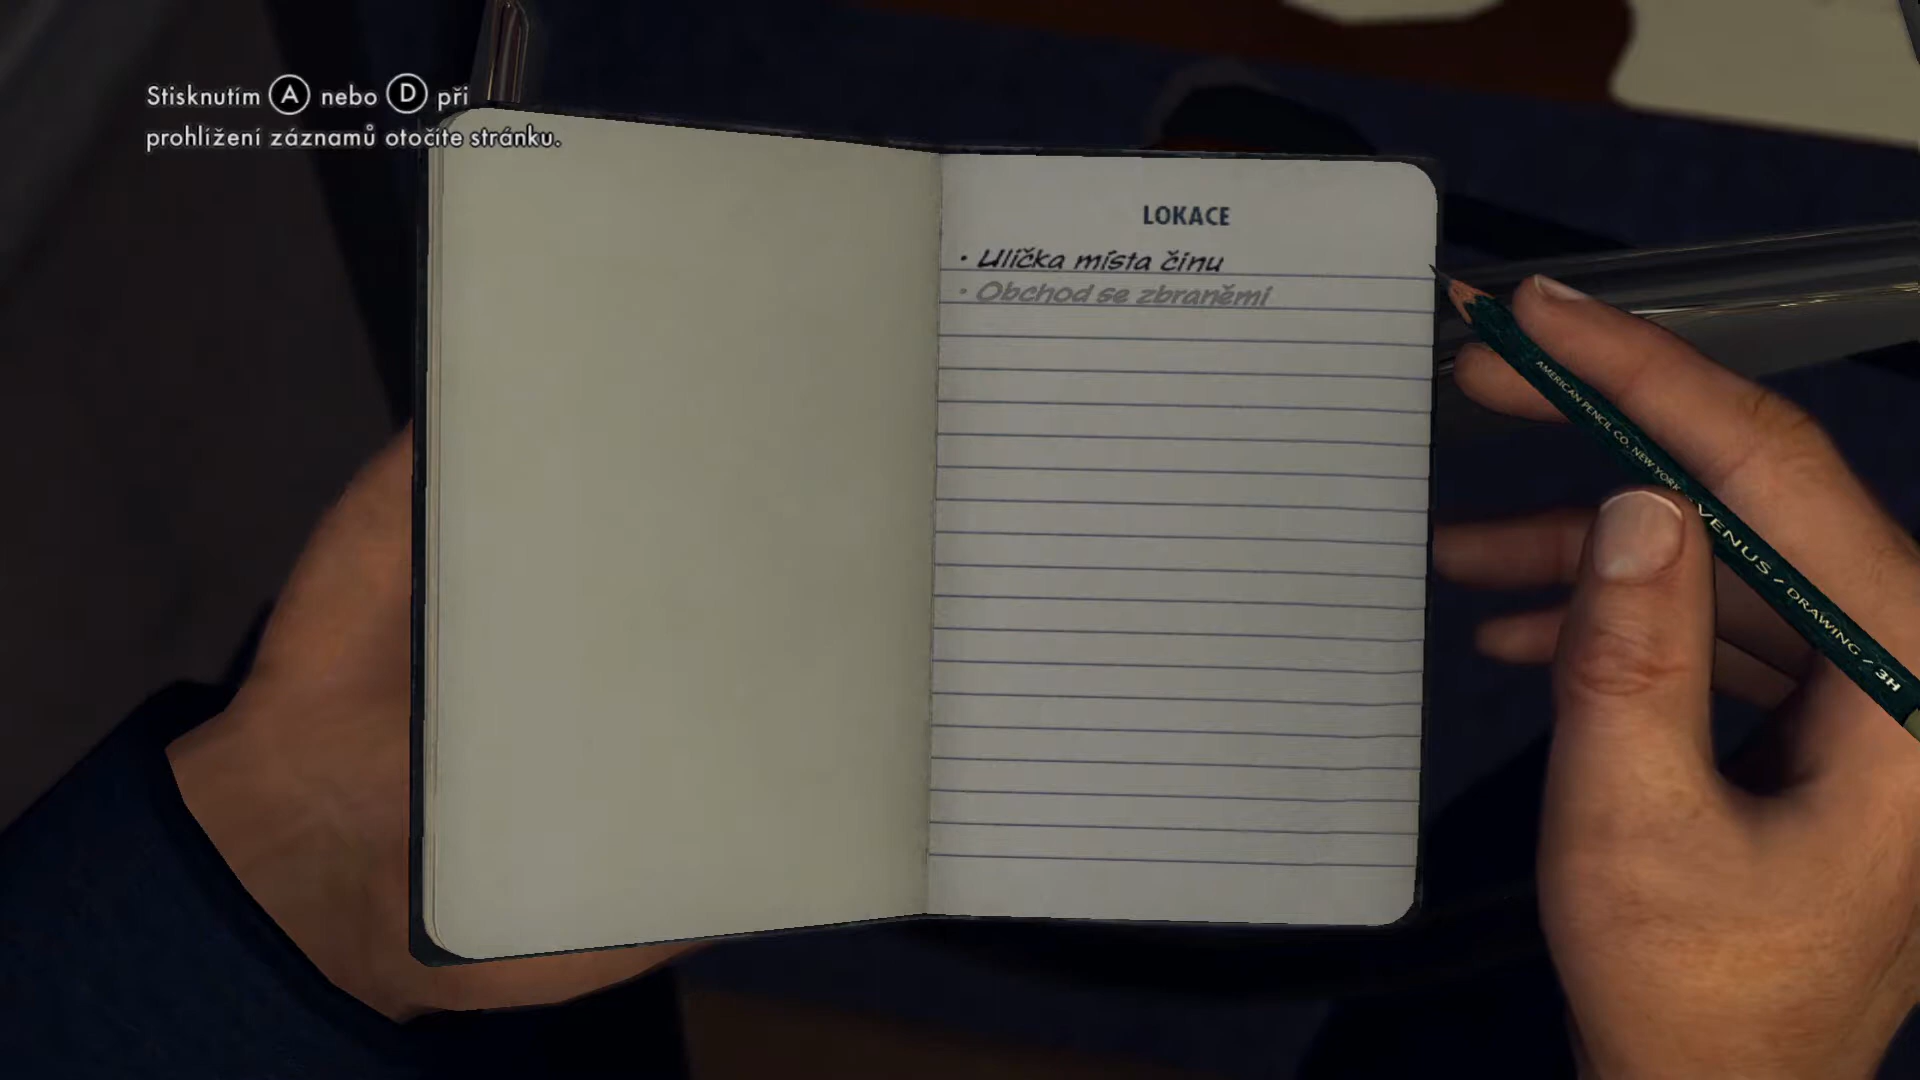 Stisknutím A nebo D při
prohlížení záznamů otočíte stránku.
LOKACE
• Ulička místa činu
• Obchod se zbraněmi
AMERICAN PENCIL CO. NEW YORK VENUS / DRAWING / 3H